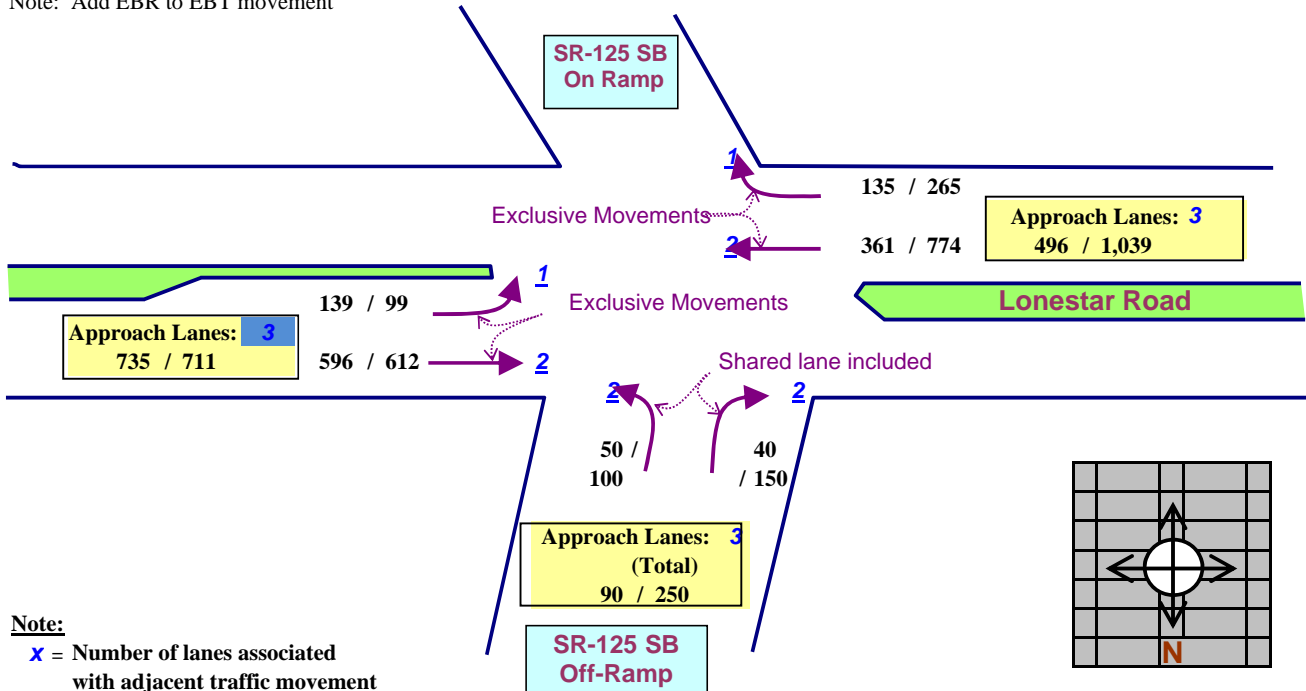 Note: Add EBR to EBT movement
SR-125 SB
On Ramp
1
135 / 265
Exclusive Movements
Approach Lanes: 3
496 / 1,039
2
361 / 774
1
139 / 99
Exclusive Movements
Lonestar Road
Approach Lanes: 3
735 / 711
596 / 612
2
Shared lane included
2
2
50 /
100
40
/ 150
Approach Lanes: 3
(Total)
90 / 250
Note:
x = Number of lanes associated
with adjacent traffic movement
SR-125 SB
Off-Ramp
N